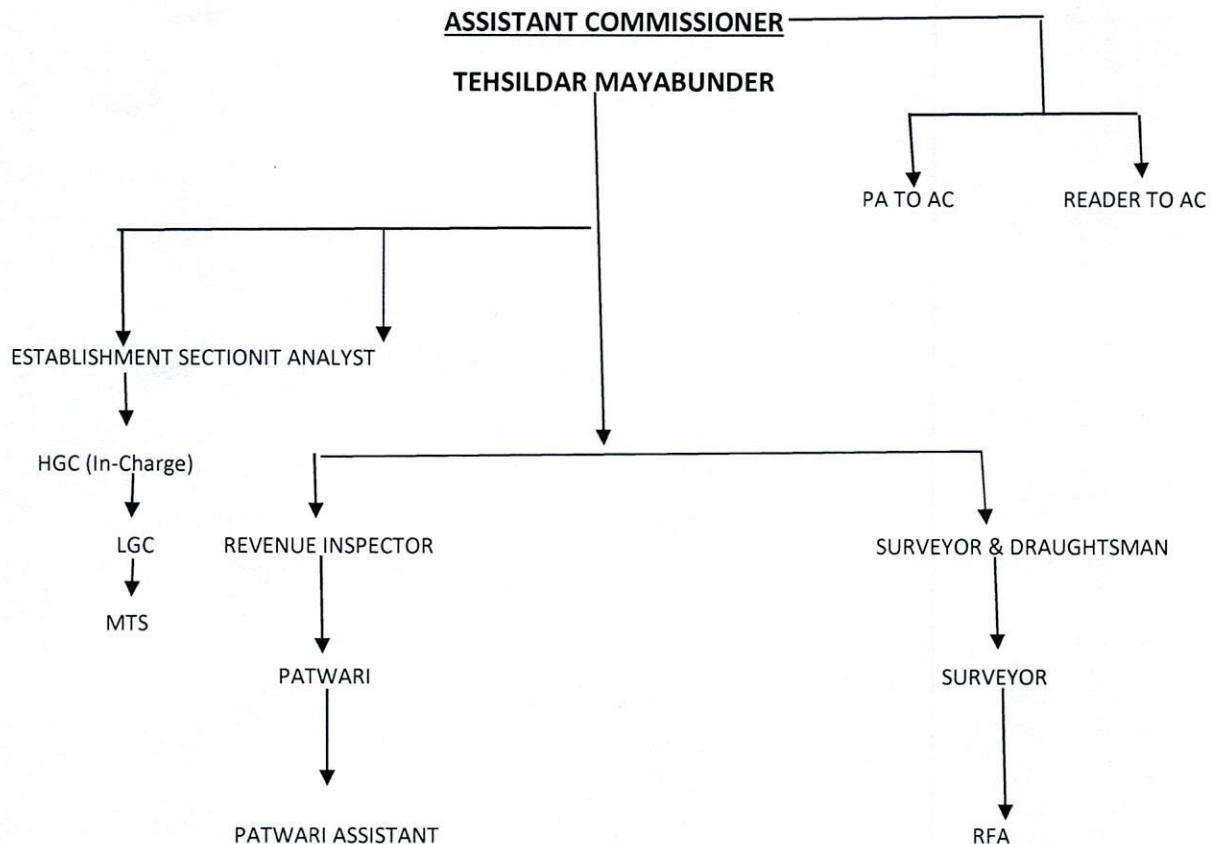 ASSISTANT COMMISSIONER
TEHSILDAR MAYABUNDER
PA TO AC
READER TO AC
ESTABLISHMENT SECTIONIT ANALYST
HGC (In-Charge)
LGC
REVENUE INSPECTOR
SURVEYOR & DRAUGHTSMAN
MTS
PATWARI
SURVEYOR
PATWARI ASSISTANT
RFA